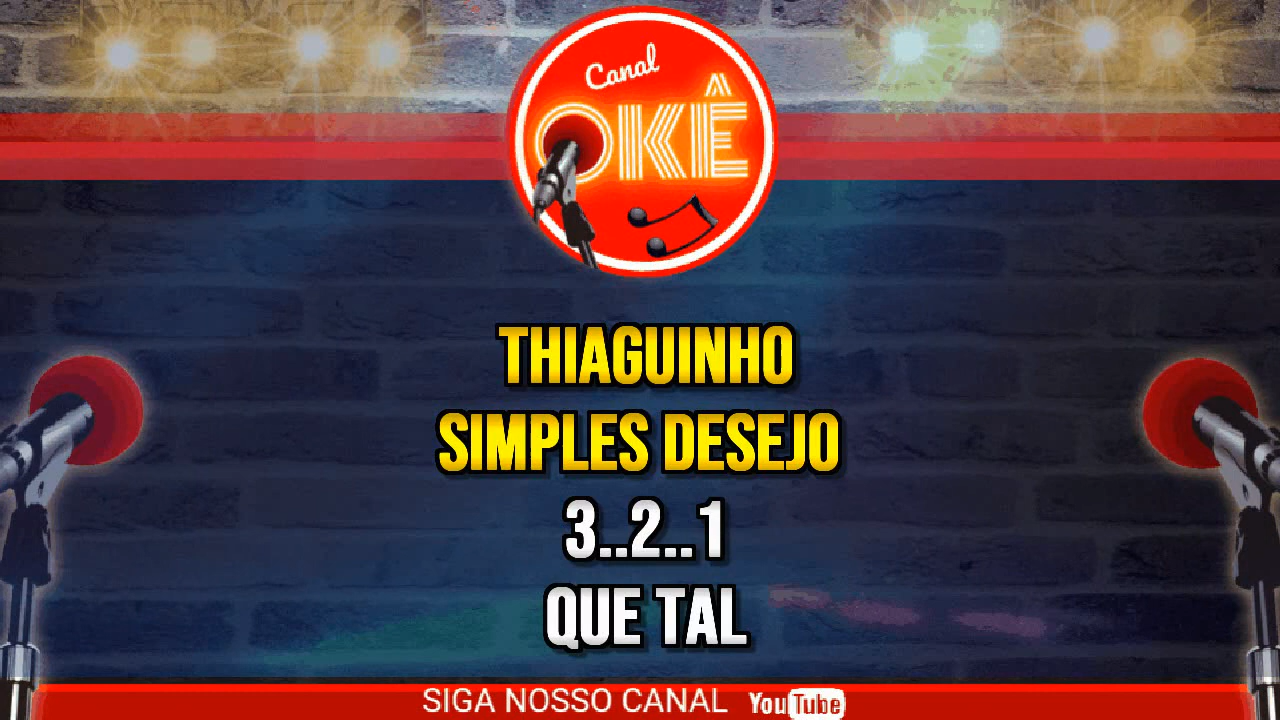 Canal
OKÊ
THIAGUINHO
SIMPLES DESEJO
3..2..1
QUE TAL
SIGA NOSSO CANAL YouTube